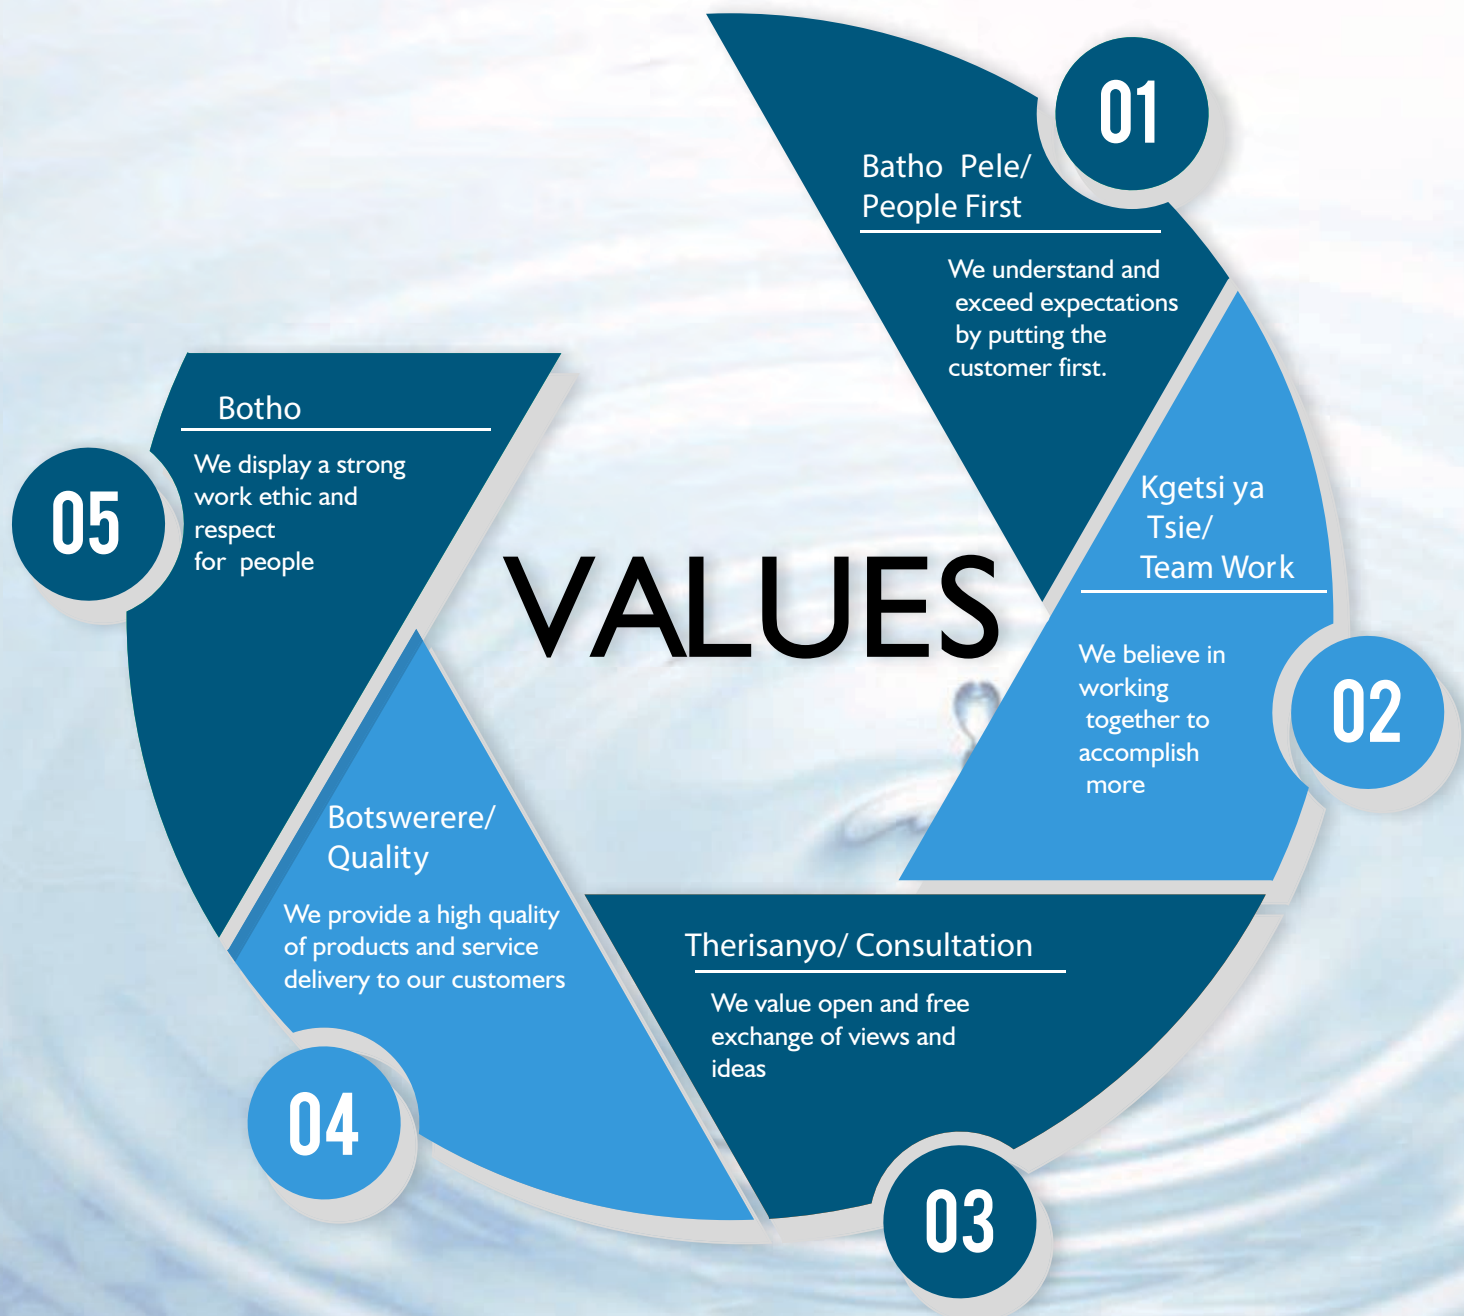 VALUES
01
Batho Pele/
People First
We understand and
exceed expectations
by putting the
customer first.
02
Kgetsi ya
Tsie/
Team Work
We believe in
working
together to
accomplish
more
03
Therisanyo/ Consultation
We value open and free
exchange of views and
ideas
04
Botswerere/
Quality
We provide a high quality
of products and service
delivery to our customers
05
Botho
We display a strong
work ethic and
respect
for people